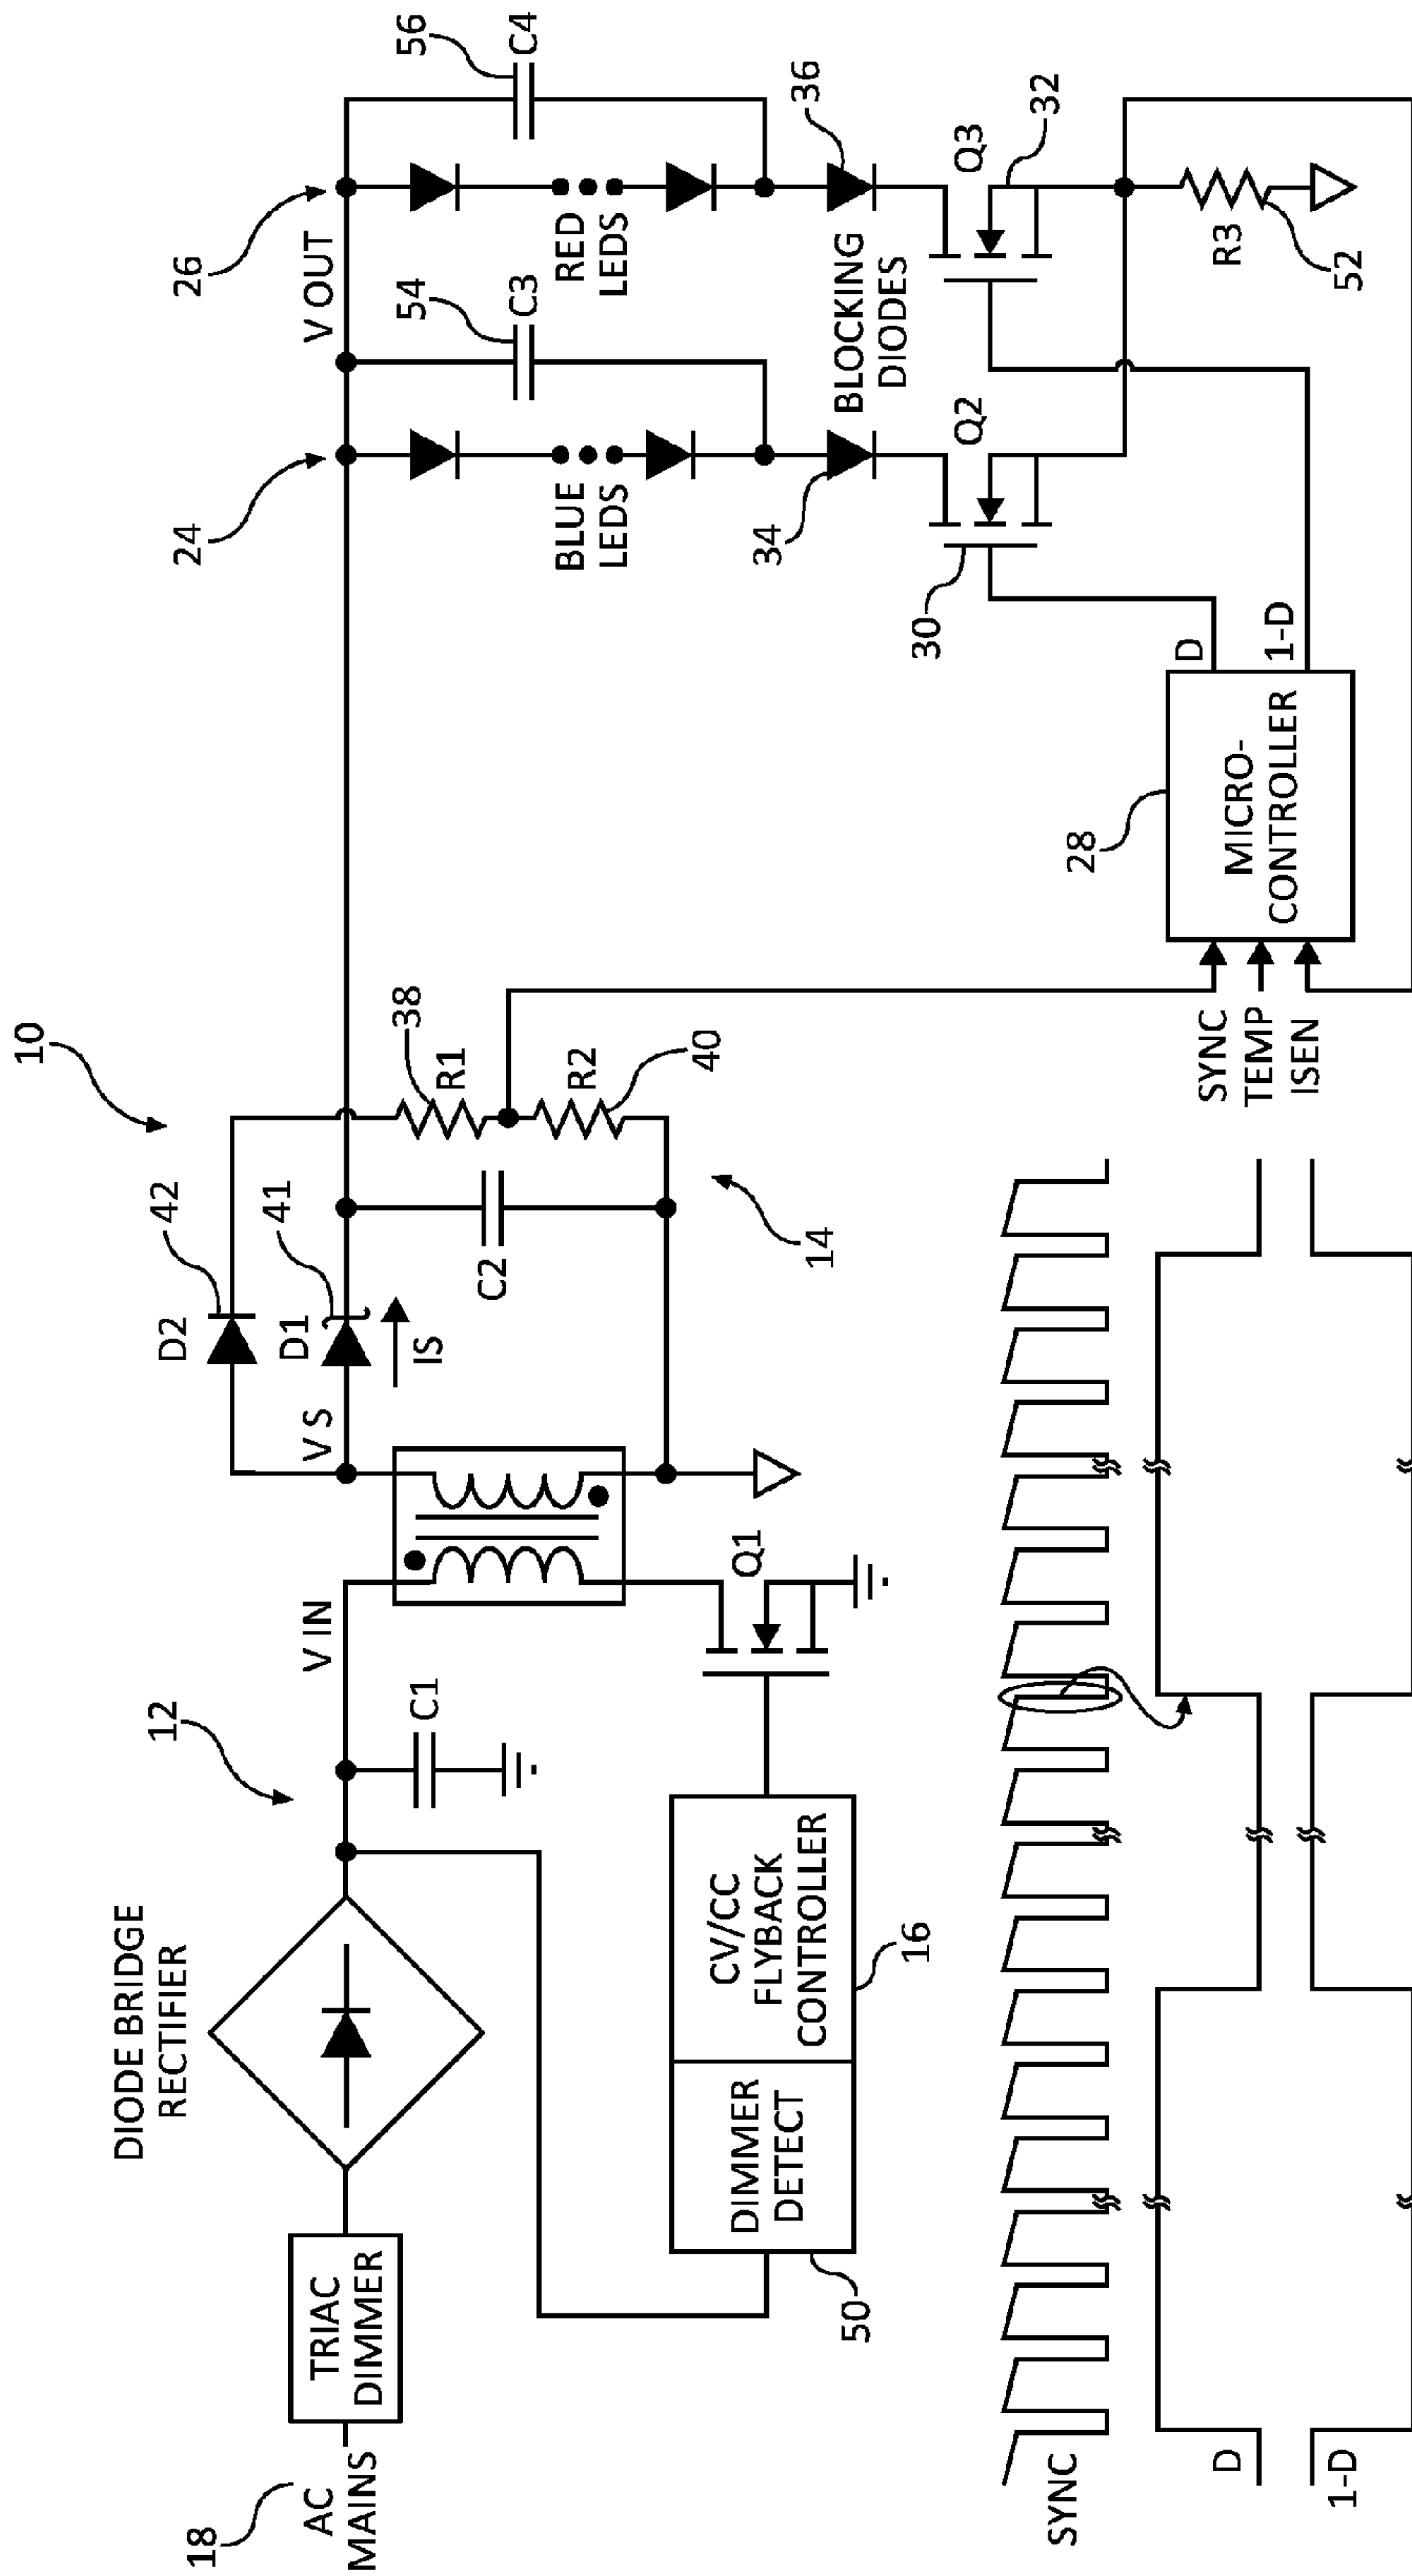 10
12
42
D2
41
D1
V S
IS
38
R1
R2
40
C2
14
24
26
V OUT
54
C3
56
C4
BLUE
LEDS
RED
LEDS
34
BLOCKING
DIODES
36
30
Q2
Q3
32
R3
52
28
MICRO-
CONTROLLER
D
1-D
SYNC
TEMP
ISEN
18
AC
MAINS
TRIAC
DIMMER
DIODE BRIDGE
RECTIFIER
V IN
C1
Q1
DIMMER
DETECT
CV/CC
FLYBACK
CONTROLLER
50
16
SYNC
D
1-D